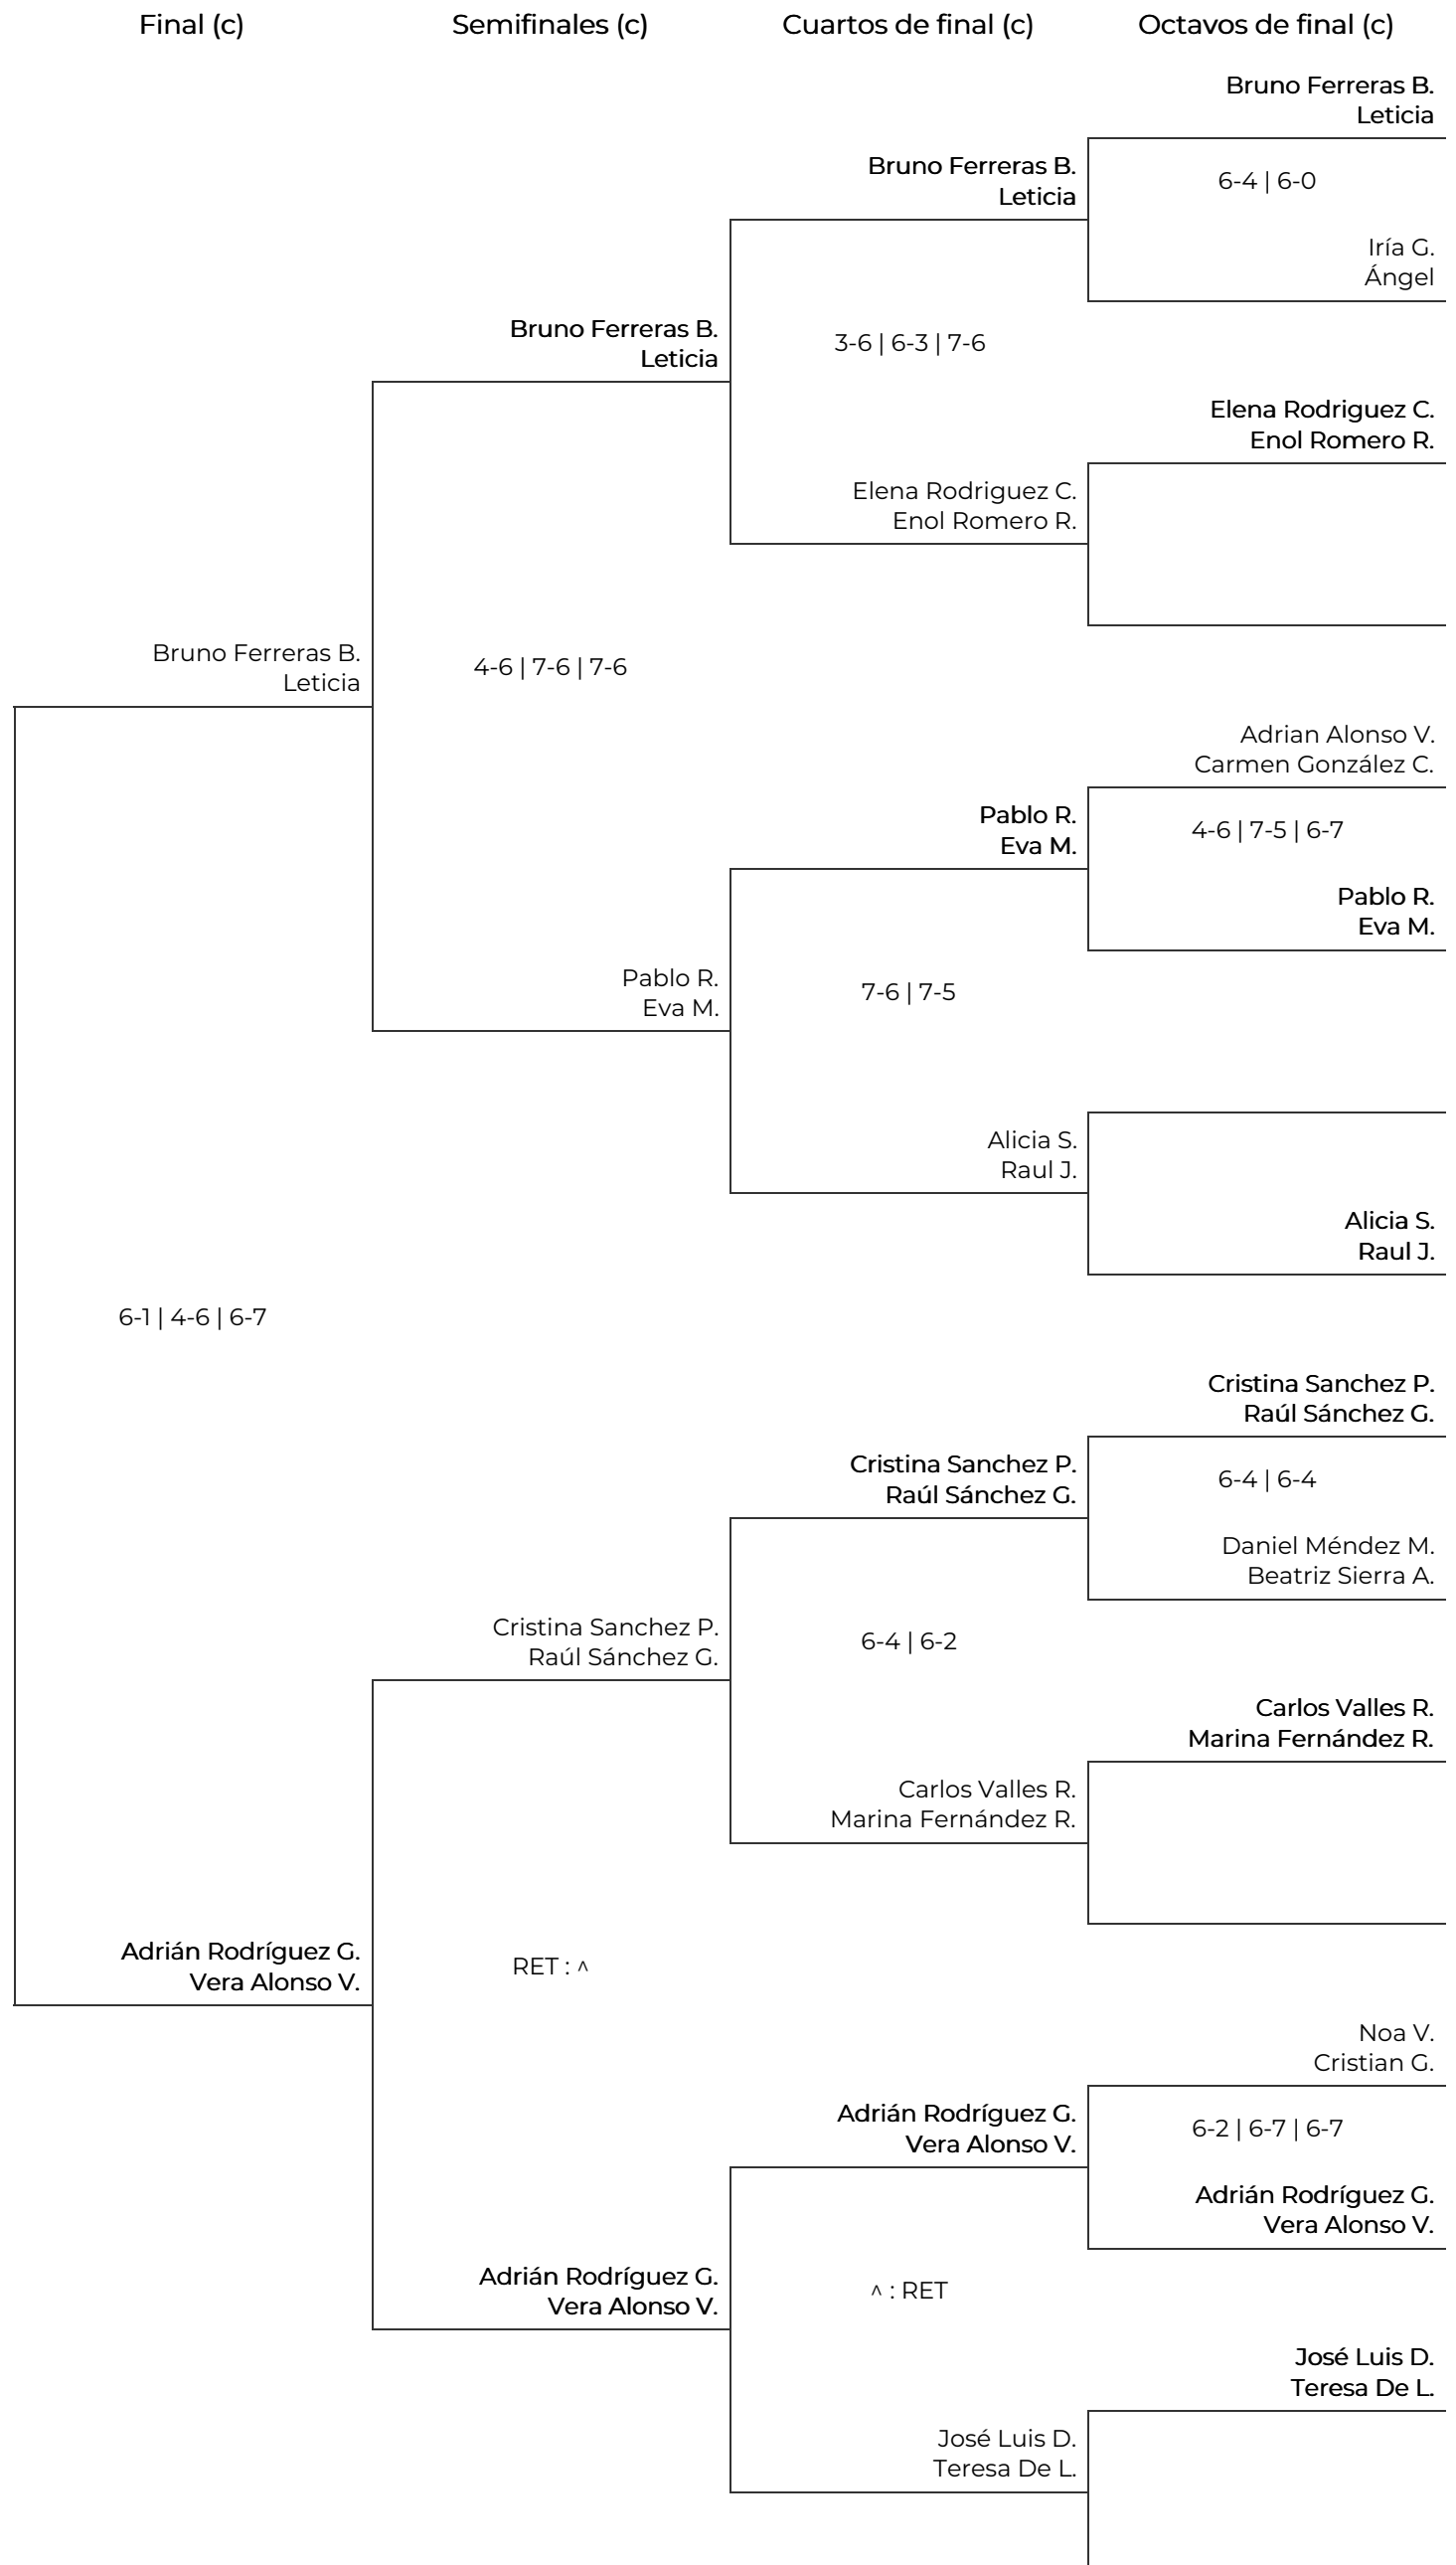 Final (c)
Semifinales (c)
Cuartos de final (c)
Octavos de final (c)
Bruno Ferreras B.
Leticia
6-4 | 6-0
Iría G.
Ángel
Bruno Ferreras B.
Leticia
3-6 | 6-3 | 7-6
Elena Rodriguez C.
Enol Romero R.
Elena Rodriguez C.
Enol Romero R.
Bruno Ferreras B.
Leticia
4-6 | 7-6 | 7-6
Pablo R.
Eva M.
Adrian Alonso V.
Carmen González C.
4-6 | 7-5 | 6-7
Pablo R.
Eva M.
Pablo R.
Eva M.
7-6 | 7-5
Alicia S.
Raul J.
Alicia S.
Raul J.
Bruno Ferreras B.
Leticia
6-1 | 4-6 | 6-7
Adrián Rodríguez G.
Vera Alonso V.
Cristina Sanchez P.
Raúl Sánchez G.
6-4 | 6-4
Daniel Méndez M.
Beatriz Sierra A.
Cristina Sanchez P.
Raúl Sánchez G.
6-4 | 6-2
Carlos Valles R.
Marina Fernández R.
Carlos Valles R.
Marina Fernández R.
Cristina Sanchez P.
Raúl Sánchez G.
RET : ^
Adrián Rodríguez G.
Vera Alonso V.
Noa V.
Cristian G.
6-2 | 6-7 | 6-7
Adrián Rodríguez G.
Vera Alonso V.
Adrián Rodríguez G.
Vera Alonso V.
^ : RET
José Luis D.
Teresa De L.
José Luis D.
Teresa De L.